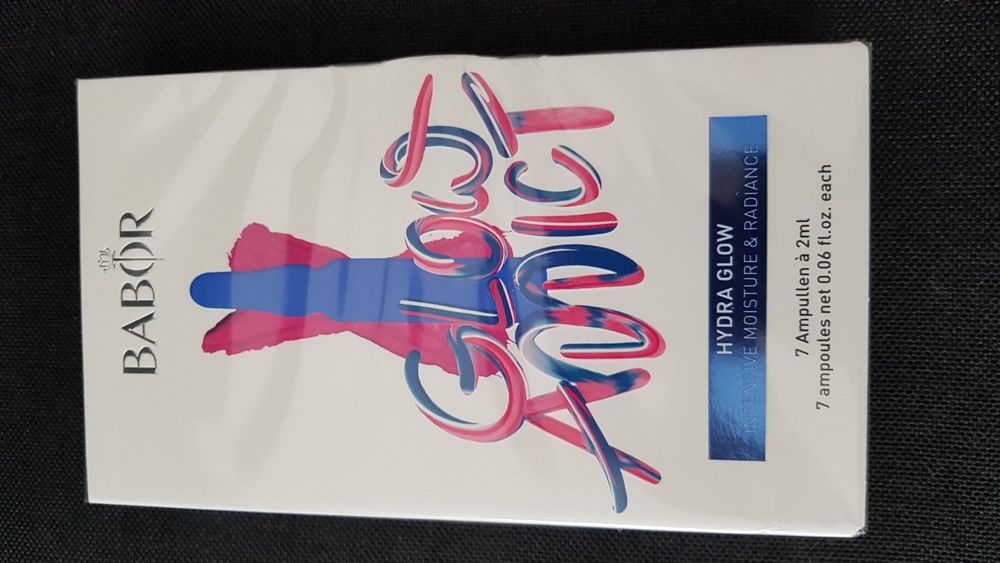 BABOR
GLOW
ADDICT
HYDRA GLOW
INTENSIVE MOISTURE & RADIANCE
7 Ampullen à 2ml
7 ampoules net 0.06 fl.oz. each